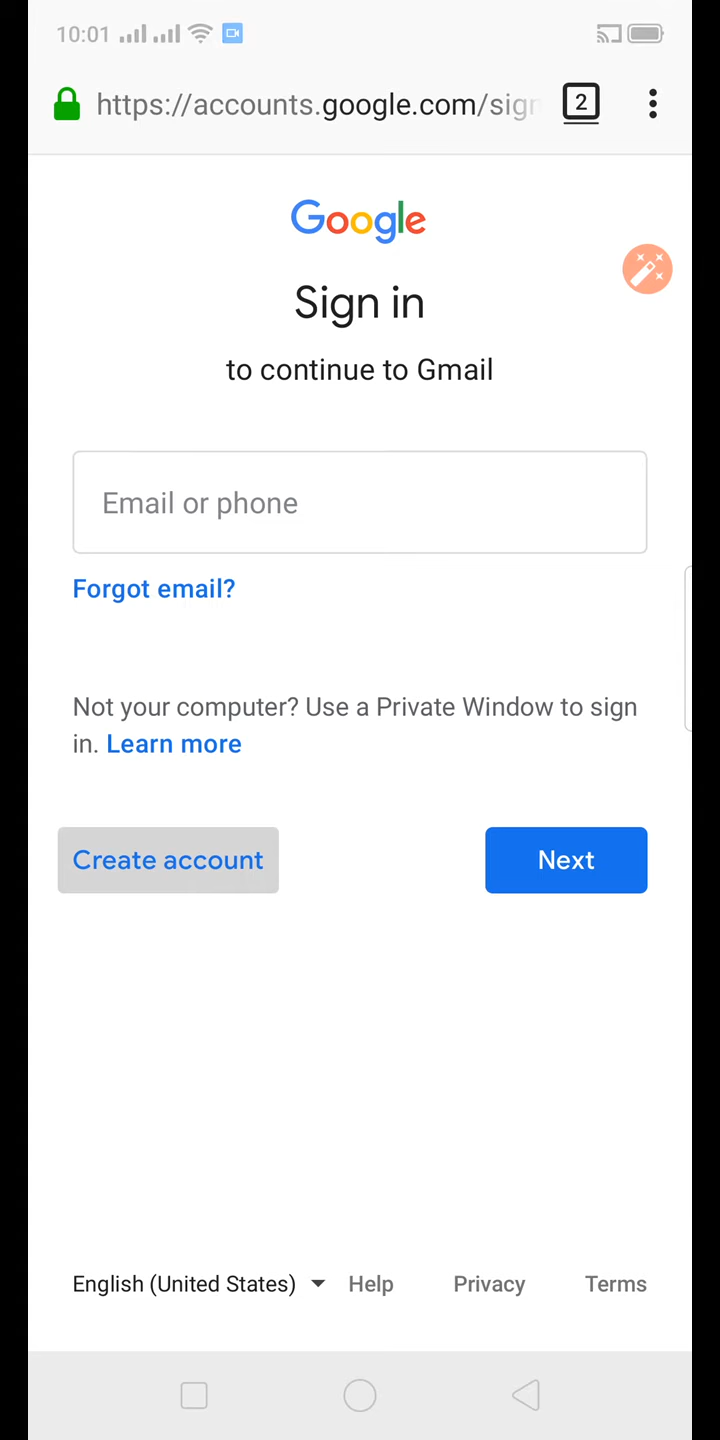 10:01
https://accounts.google.com/sign
2
Google
Sign in
to continue to Gmail
Email or phone
Forgot email?
Not your computer? Use a Private Window to sign
in. Learn more
Create account Next
English (United States) Help Privacy Terms